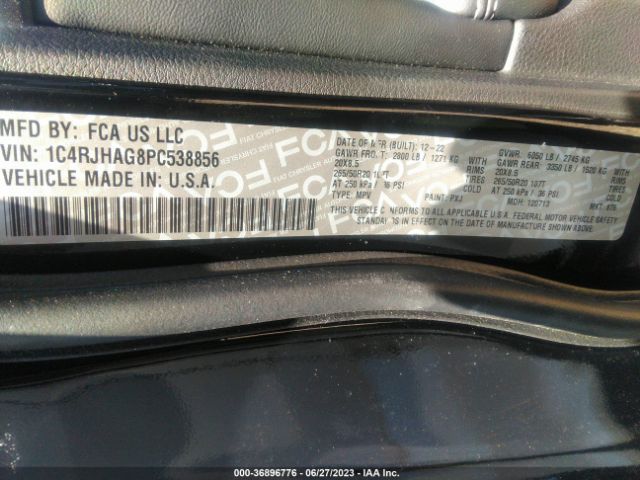 MFD BY: FCA US LLC
VIN: 1C4RJHAG8PC538856
VEHICLE MADE IN: U.S.A.
DATE OF MFR (BUILT): 12-22 GVWR: 6050 LB / 2745 KG
GAWR FRONT: 2800 LB / 1271 KG WITH GAWR REAR: 3350 LB / 1520 KG WITH
20X8.5 RIMS 20X8.5 RIMS
265/50R20 107T TIRES 265/50R20 107T TIRES
AT 250 kPa / 36 PSI COLD AT 250 kPa / 36 PSI COLD
TYPE: MPV PAINT: PXJ MDH: 120713
THIS VEHICLE CONFORMS TO ALL APPLICABLE U.S.A. FEDERAL MOTOR VEHICLE SAFETY
STANDARDS IN EFFECT ON THE DATE OF MANUFACTURE SHOWN ABOVE
000-36896776 - 06/27/2023 - IAA Inc.